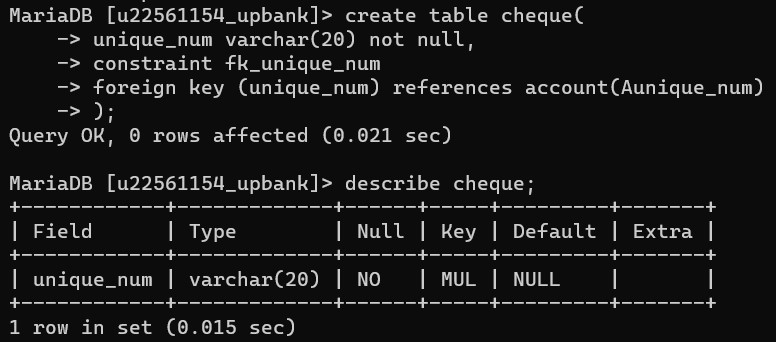 MariaDB [u22561154_upbank]> create table cheque(
    -> unique_num varchar(20) not null,
    -> constraint fk_unique_num
    -> foreign key (unique_num) references account(Aunique_num)
    -> );
Query OK, 0 rows affected (0.021 sec)

MariaDB [u22561154_upbank]> describe cheque;
+------------+-------------+------+-----+---------+-------+
| Field      | Type        | Null | Key | Default | Extra |
+------------+-------------+------+-----+---------+-------+
| unique_num | varchar(20) | NO   | MUL | NULL    |       |
+------------+-------------+------+-----+---------+-------+
1 row in set (0.015 sec)